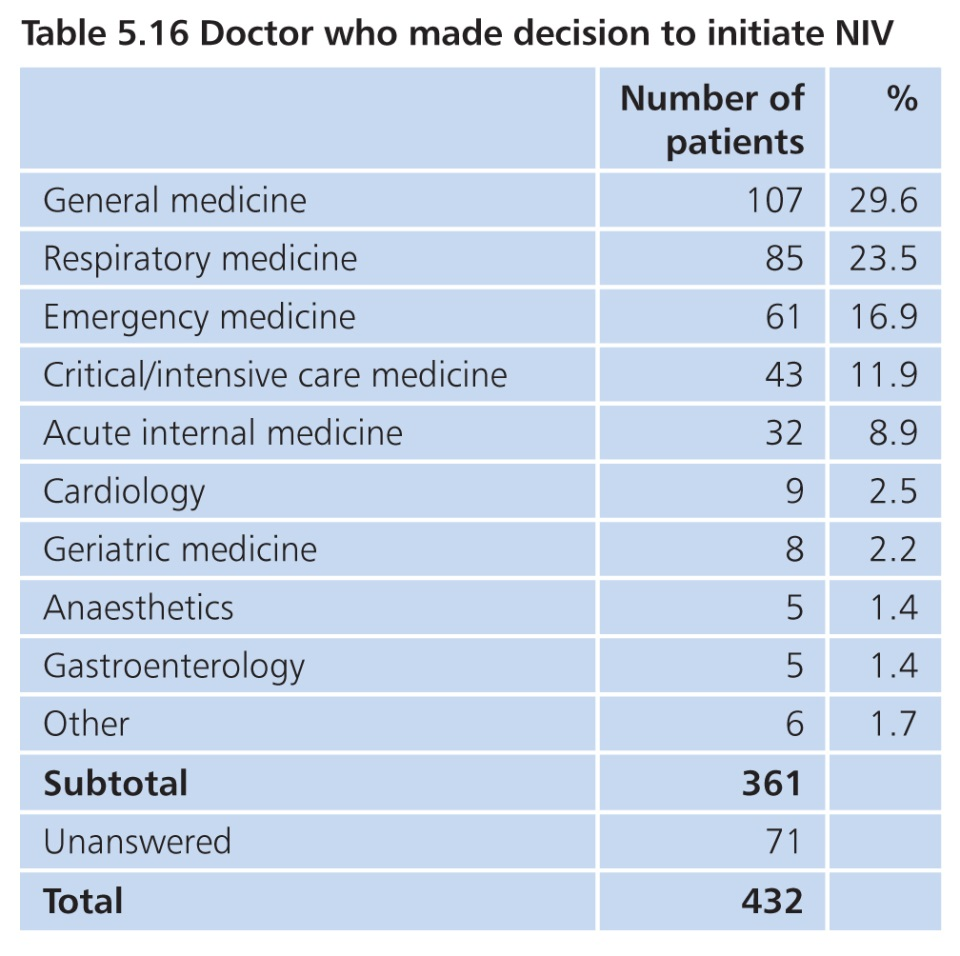 Table 5.16 Doctor who made decision to initiate NIV
Number of patients %
General medicine 107 29.6
Respiratory medicine 85 23.5
Emergency medicine 61 16.9
Critical/intensive care medicine 43 11.9
Acute internal medicine 32 8.9
Cardiology 9 2.5
Geriatric medicine 8 2.2
Anaesthetics 5 1.4
Gastroenterology 5 1.4
Other 6 1.7
Subtotal 361
Unanswered 71
Total 432